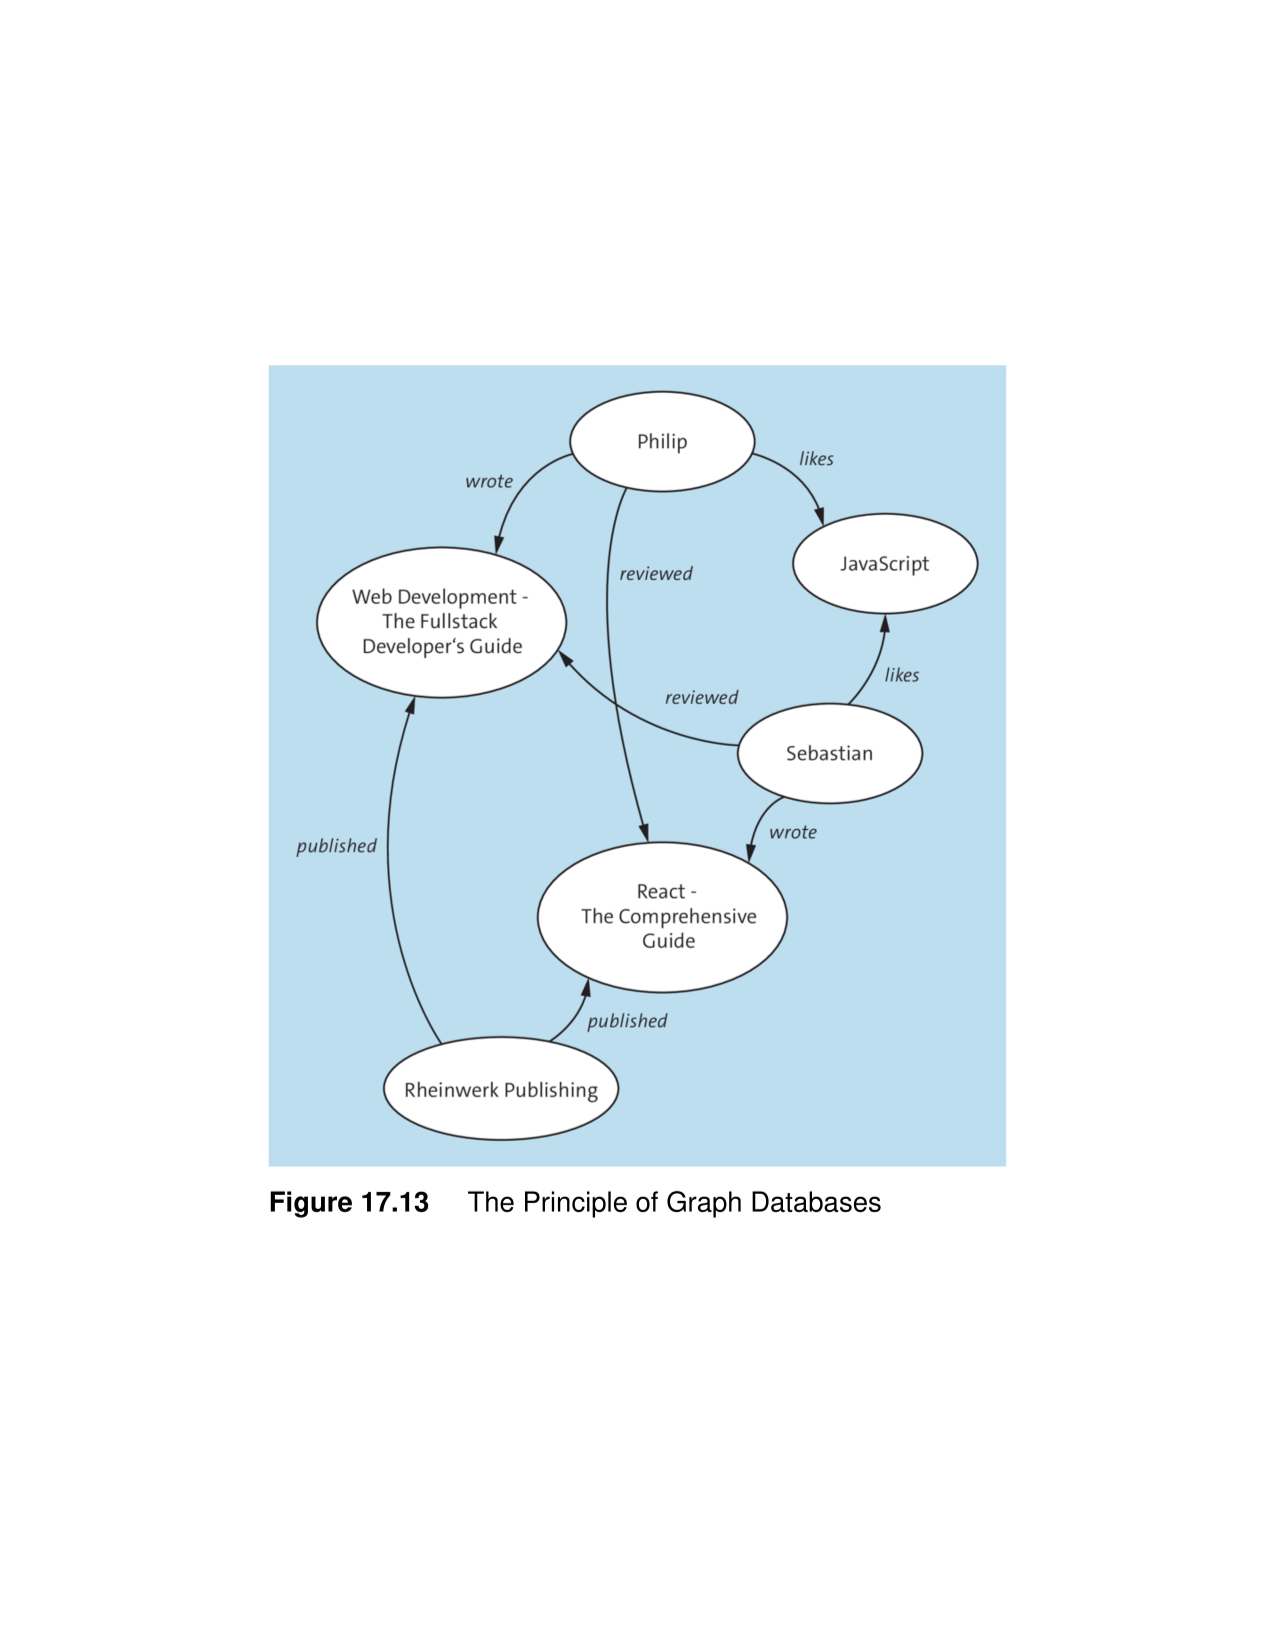 Philip
likes
wrote
JavaScript
reviewed
Web Development -
The Fullstack
Developer‘s Guide
likes
reviewed
Sebastian
wrote
published
React -
The Comprehensive
Guide
published
Rheinwerk Publishing
Figure 17.13 The Principle of Graph Databases